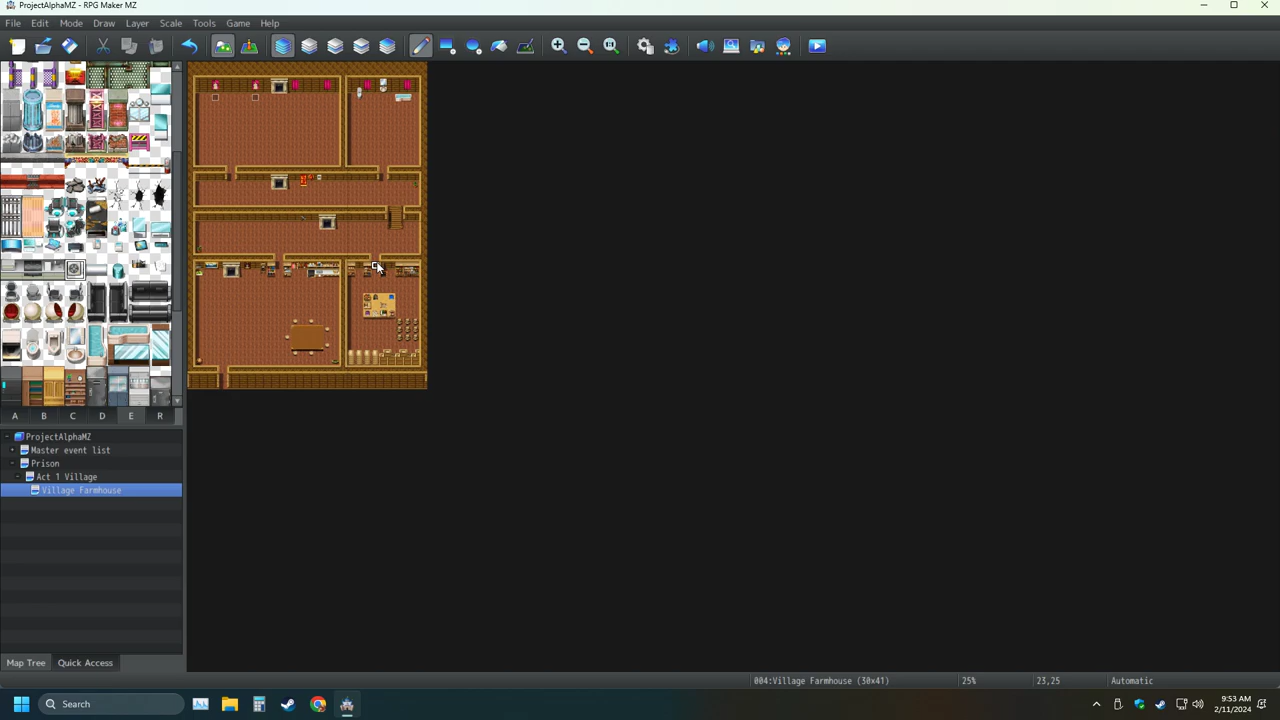 ProjectAlphaMZ - RPG Maker MZ
File Edit Mode Draw Layer Scale Tools Game Help
A B C D E R
ProjectAlphaMZ
Master event list
Prison
Act 1 Village
Village Farmhouse
Map Tree Quick Access
004:Village Farmhouse (30x41) 25% 23,25 Automatic
Search
9:53 AM
2/11/2024